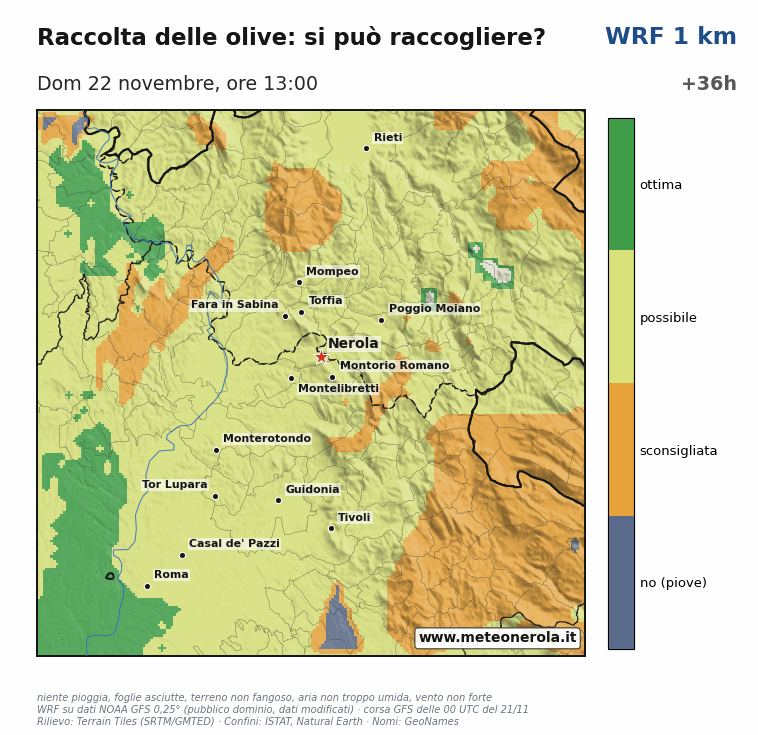 Raccolta delle olive: si può raccogliere?
WRF 1 km
Dom 22 novembre, ore 13:00
+36h
Rieti
Mompeo
Fara in Sabina
Toffia
Poggio Moiano
Nerola
Montorio Romano
Montelibretti
Monterotondo
Tor Lupara
Guidonia
Tivoli
Casal de' Pazzi
Roma
www.meteonerola.it
ottima
possibile
sconsigliata
no (piove)
niente pioggia, foglie asciutte, terreno non fangoso, aria non troppo umida, vento non forte
WRF su dati NOAA GFS 0,25° (pubblico dominio, dati modificati) · corsa GFS delle 00 UTC del 21/11
Rilievo: Terrain Tiles (SRTM/GMTED) · Confini: ISTAT, Natural Earth · Nomi: GeoNames